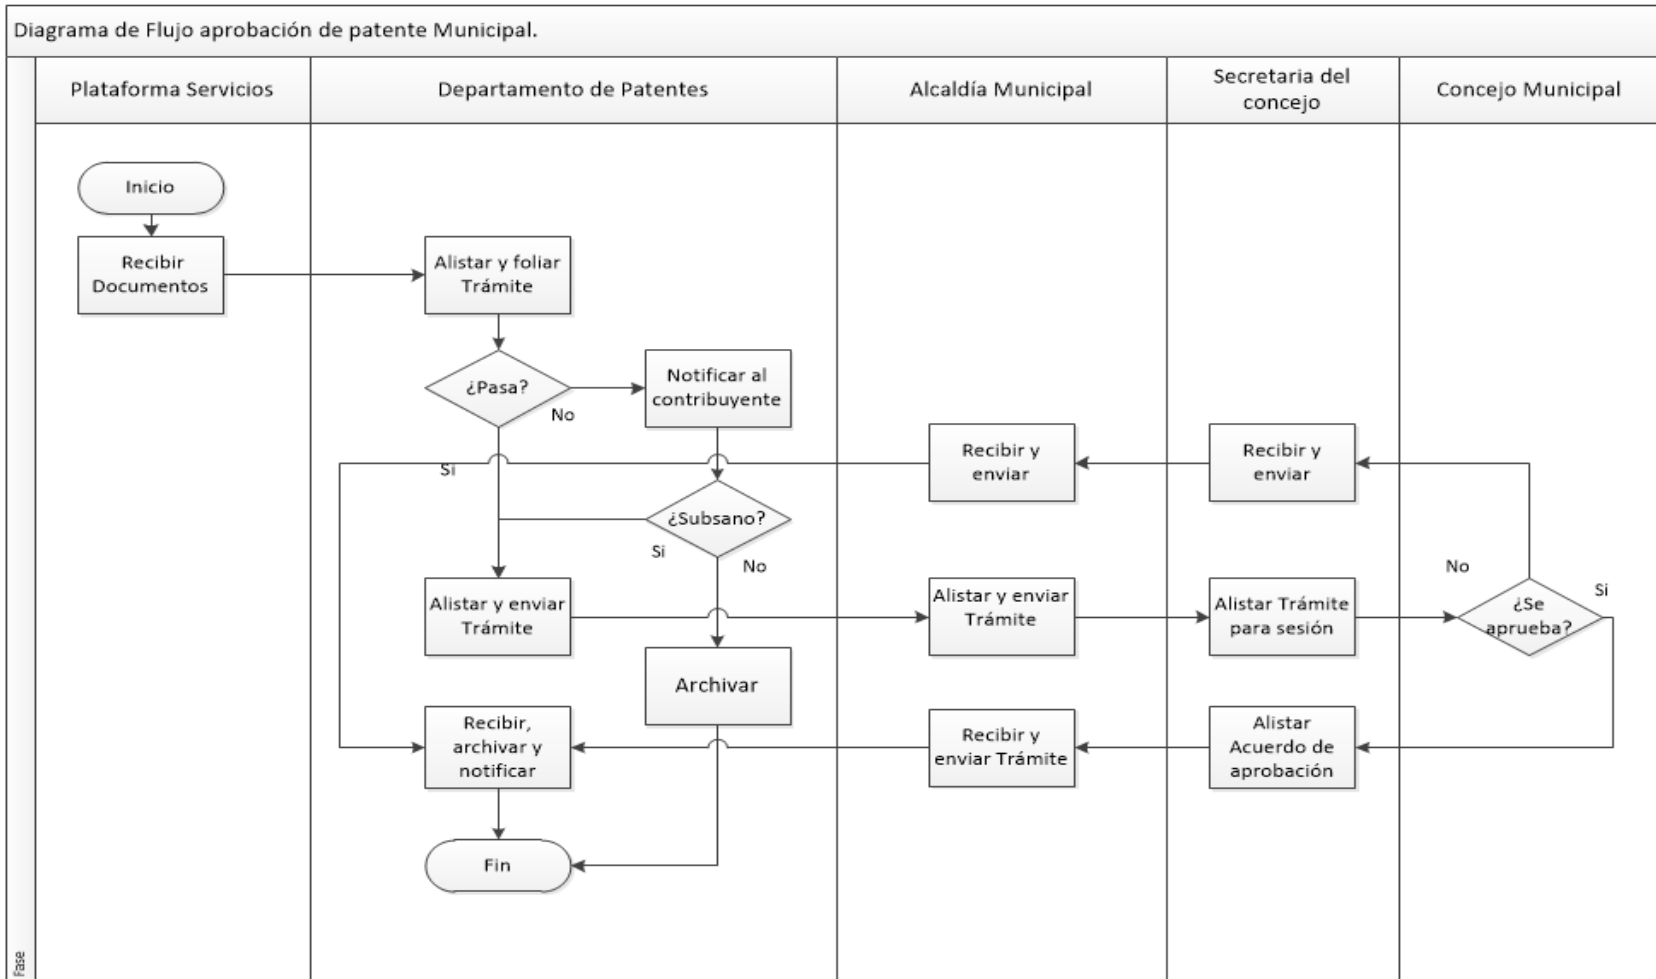 Diagrama de Flujo aprobación de patente Municipal.
Plataforma Servicios
Departamento de Patentes
Alcaldía Municipal
Secretaria del
concejo
Concejo Municipal
Inicio
Recibir
Documentos
Alistar y foliar
Trámite
¿Pasa?
No
Notificar al
contribuyente
Si
Recibir y
enviar
Recibir y
enviar
¿Subsano?
Si
No
No
Si
Alistar y enviar
Trámite
Alistar y enviar
Trámite
Alistar Trámite
para sesión
¿Se
aprueba?
Archivar
Recibir,
archivar y
notificar
Recibir y
enviar Trámite
Alistar
Acuerdo de
aprobación
Fin
Fase